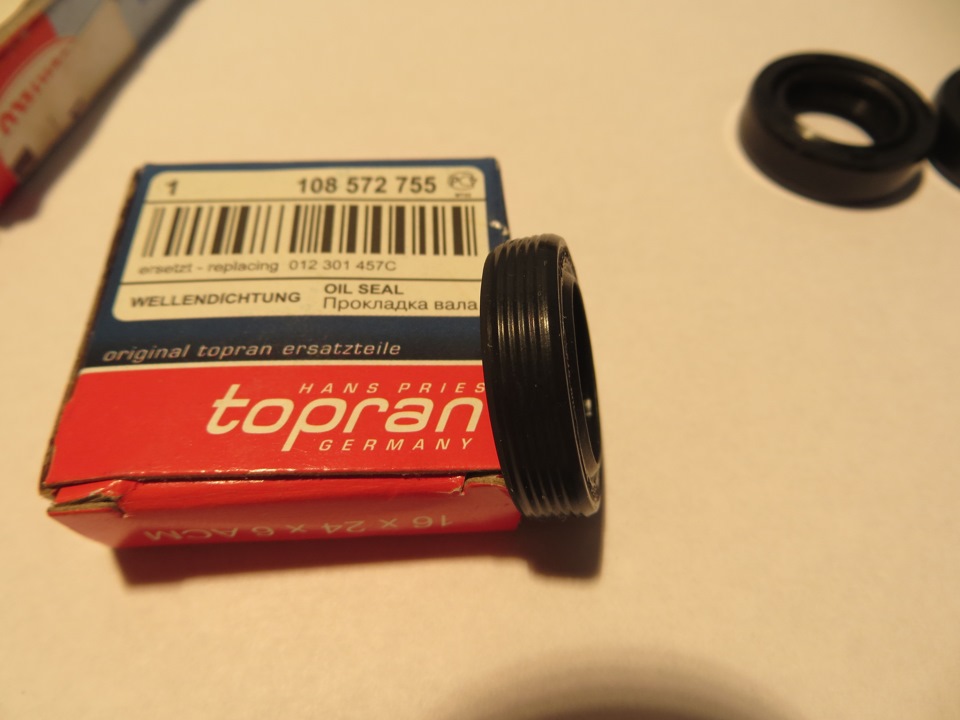 1 108 572 755
ersetzt - replacing 012 301 457C
WELLENDICHTUNG
OIL SEAL
Прокладка вала
original topran ersatzteile
HANS PRIES
topran
GERMANY
16 x 24 x 6 ACM